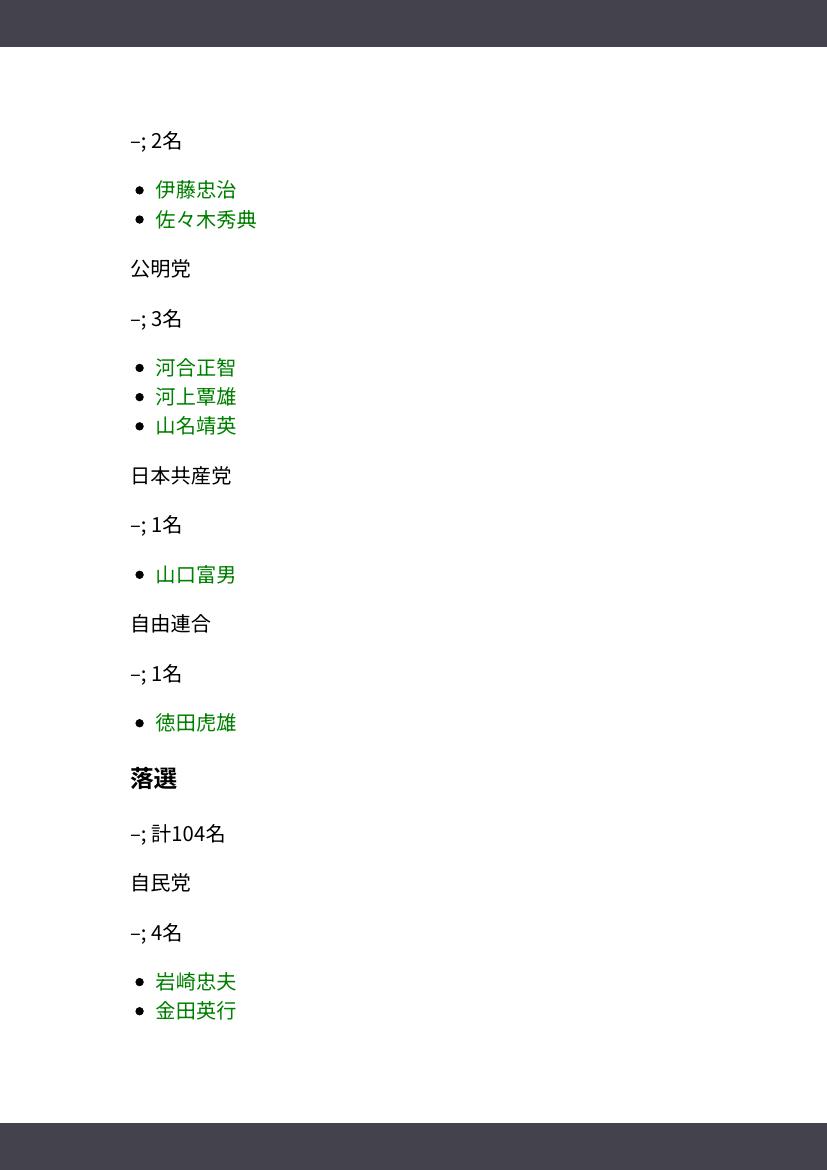 –; 2名
• 伊藤忠治
• 佐々木秀典
公明党
–; 3名
• 河合正智
• 河上覃雄
• 山名靖英
日本共産党
–; 1名
• 山口富男
自由連合
–; 1名
• 徳田虎雄
落選
–; 計104名
自民党
–; 4名
• 岩崎忠夫
• 金田英行